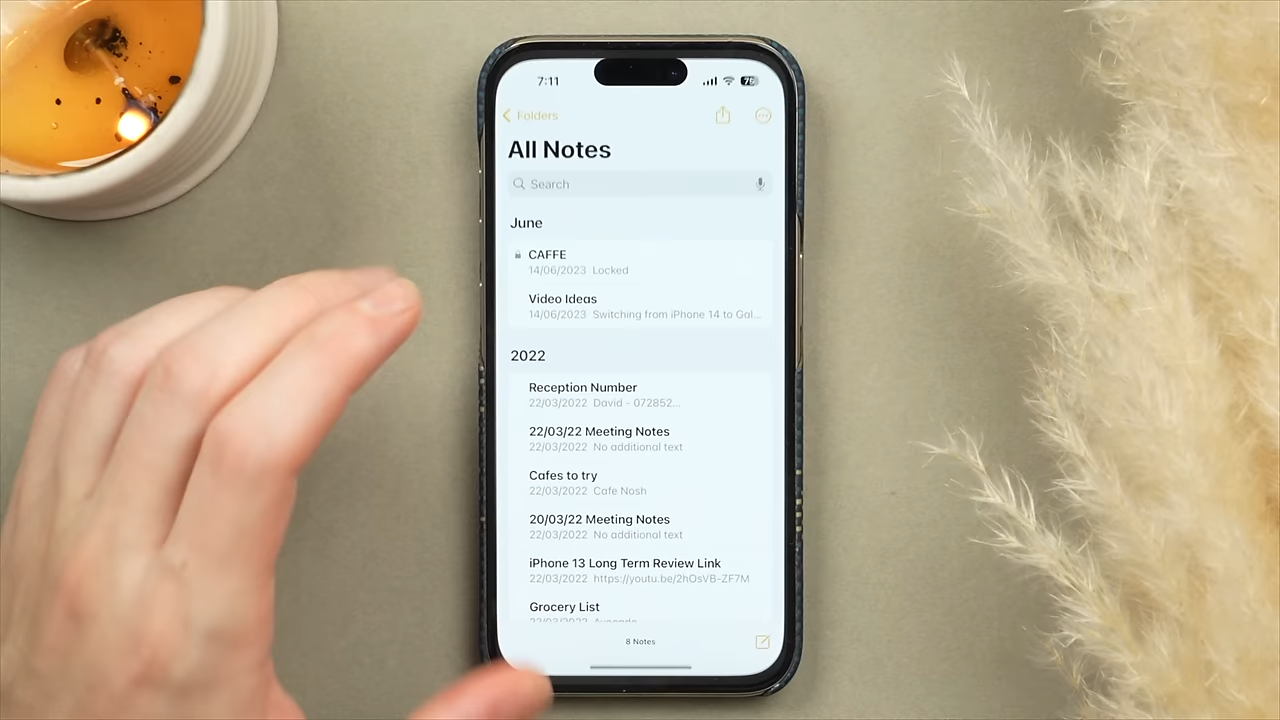 7:11
Folders
All Notes
Search
June
CAFFE
14/06/2023 Locked
Video Ideas
14/06/2023 Switching from iPhone 14 to Gal...
2022
Reception Number
22/03/2022 David - 072852...
22/03/22 Meeting Notes
22/03/2022 No additional text
Cafes to try
22/03/2022 Cafe Nosh
20/03/22 Meeting Notes
22/03/2022 No additional text
iPhone 13 Long Term Review Link
22/03/2022 https://youtu.be/2hOsVB-ZF7M
Grocery List
22/03/2022 Avocado
8 Notes